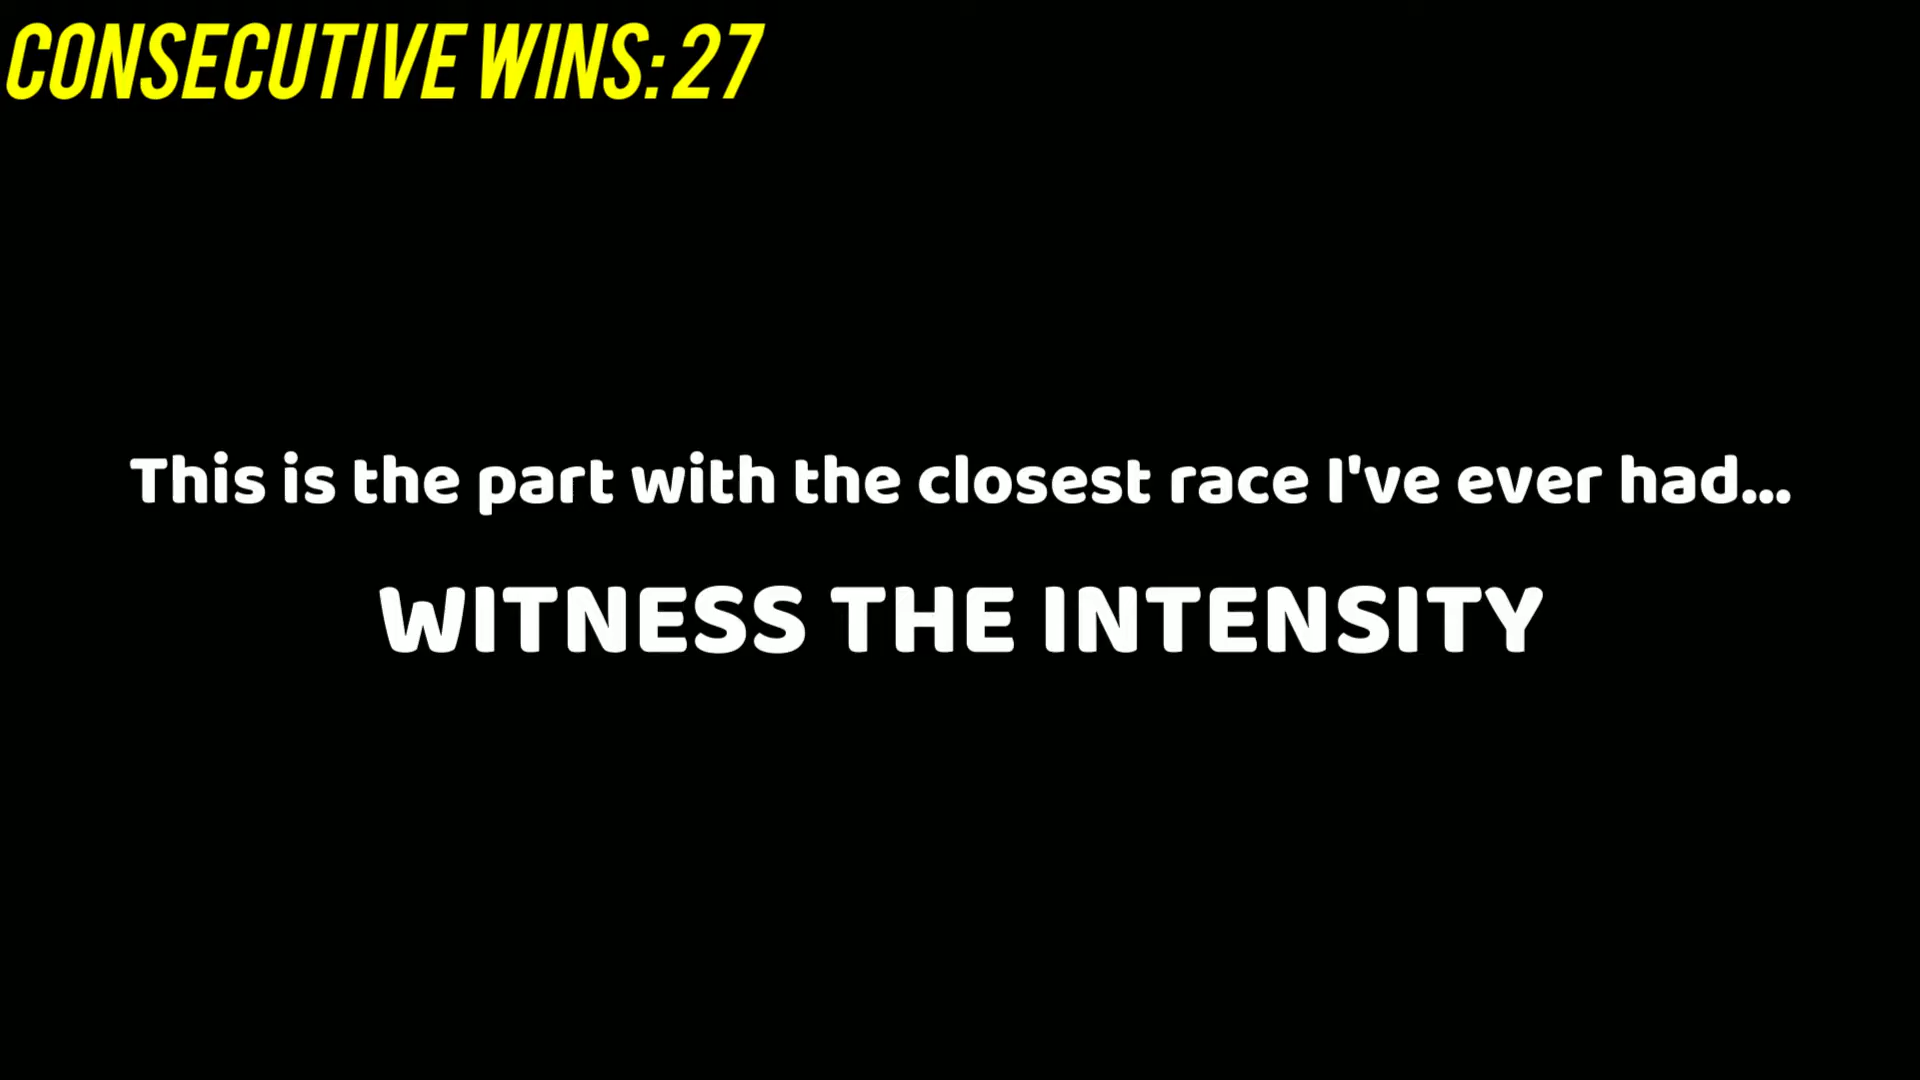 CONSECUTIVE WINS: 27
This is the part with the closest race I've ever had...
WITNESS THE INTENSITY